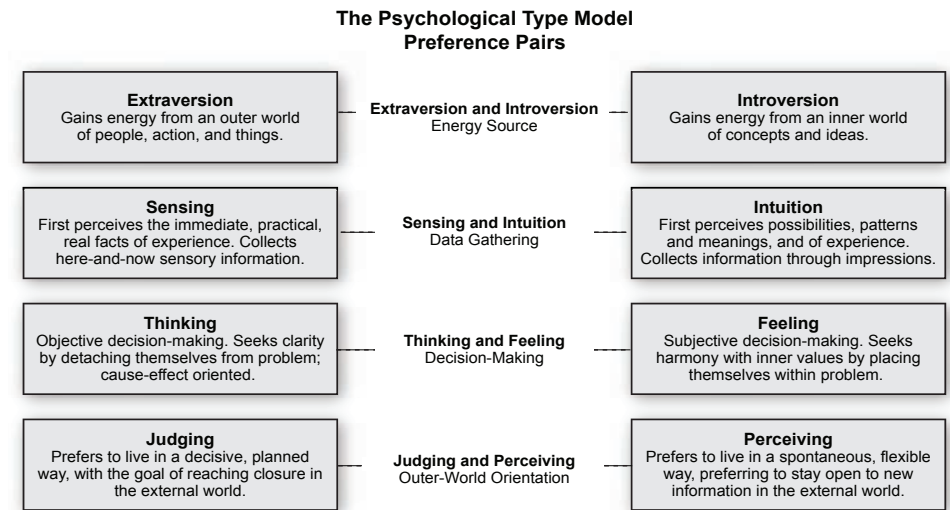 The Psychological Type Model
Preference Pairs
Extraversion
Gains energy from an outer world
of people, action, and things.
Extraversion and Introversion
Energy Source
Introversion
Gains energy from an inner world
of concepts and ideas.
Sensing
First perceives the immediate, practical,
real facts of experience. Collects
here-and-now sensory information.
Sensing and Intuition
Data Gathering
Intuition
First perceives possibilities, patterns
and meanings, and of experience.
Collects information through impressions.
Thinking
Objective decision-making. Seeks clarity
by detaching themselves from problem;
cause-effect oriented.
Thinking and Feeling
Decision-Making
Feeling
Subjective decision-making. Seeks
harmony with inner values by placing
themselves within problem.
Judging
Prefers to live in a decisive, planned
way, with the goal of reaching closure in
the external world.
Judging and Perceiving
Outer-World Orientation
Perceiving
Prefers to live in a spontaneous, flexible
way, preferring to stay open to new
information in the external world.